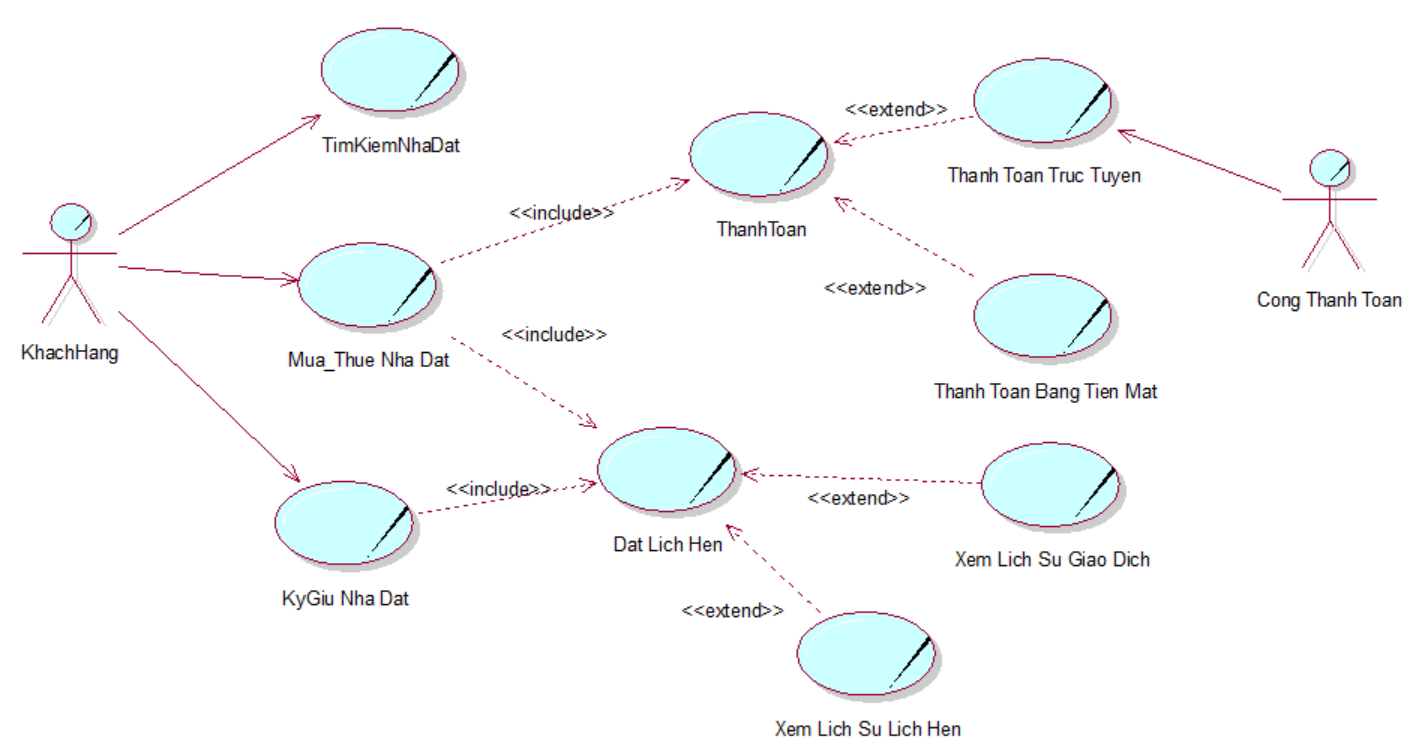 TimKiemNhaDat
<<extend>>
Thanh Toan Truc Tuyen
<<include>>
ThanhToan
<<extend>>
Cong Thanh Toan
KhachHang
Mua_Thue Nha Dat
<<include>>
Thanh Toan Bang Tien Mat
<<include>>
<<extend>>
Dat Lich Hen
Xem Lich Su Giao Dich
KyGiu Nha Dat
<<extend>>
Xem Lich Su Lich Hen